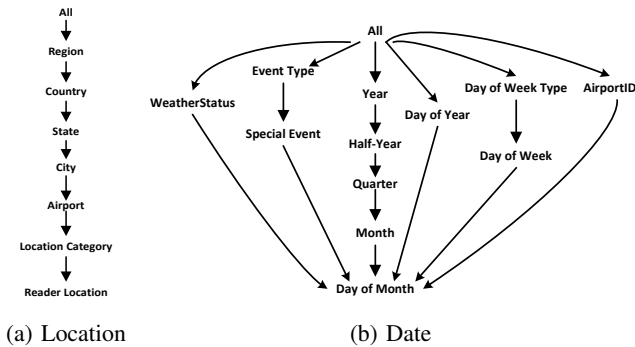 All
Region
Country
State
City
Airport
Location Category
Reader Location
(a) Location
All
WeatherStatus
Event Type
Special Event
Year
Half-Year
Quarter
Month
Day of Year
Day of Week Type
Day of Week
AirportID
Day of Month
(b) Date